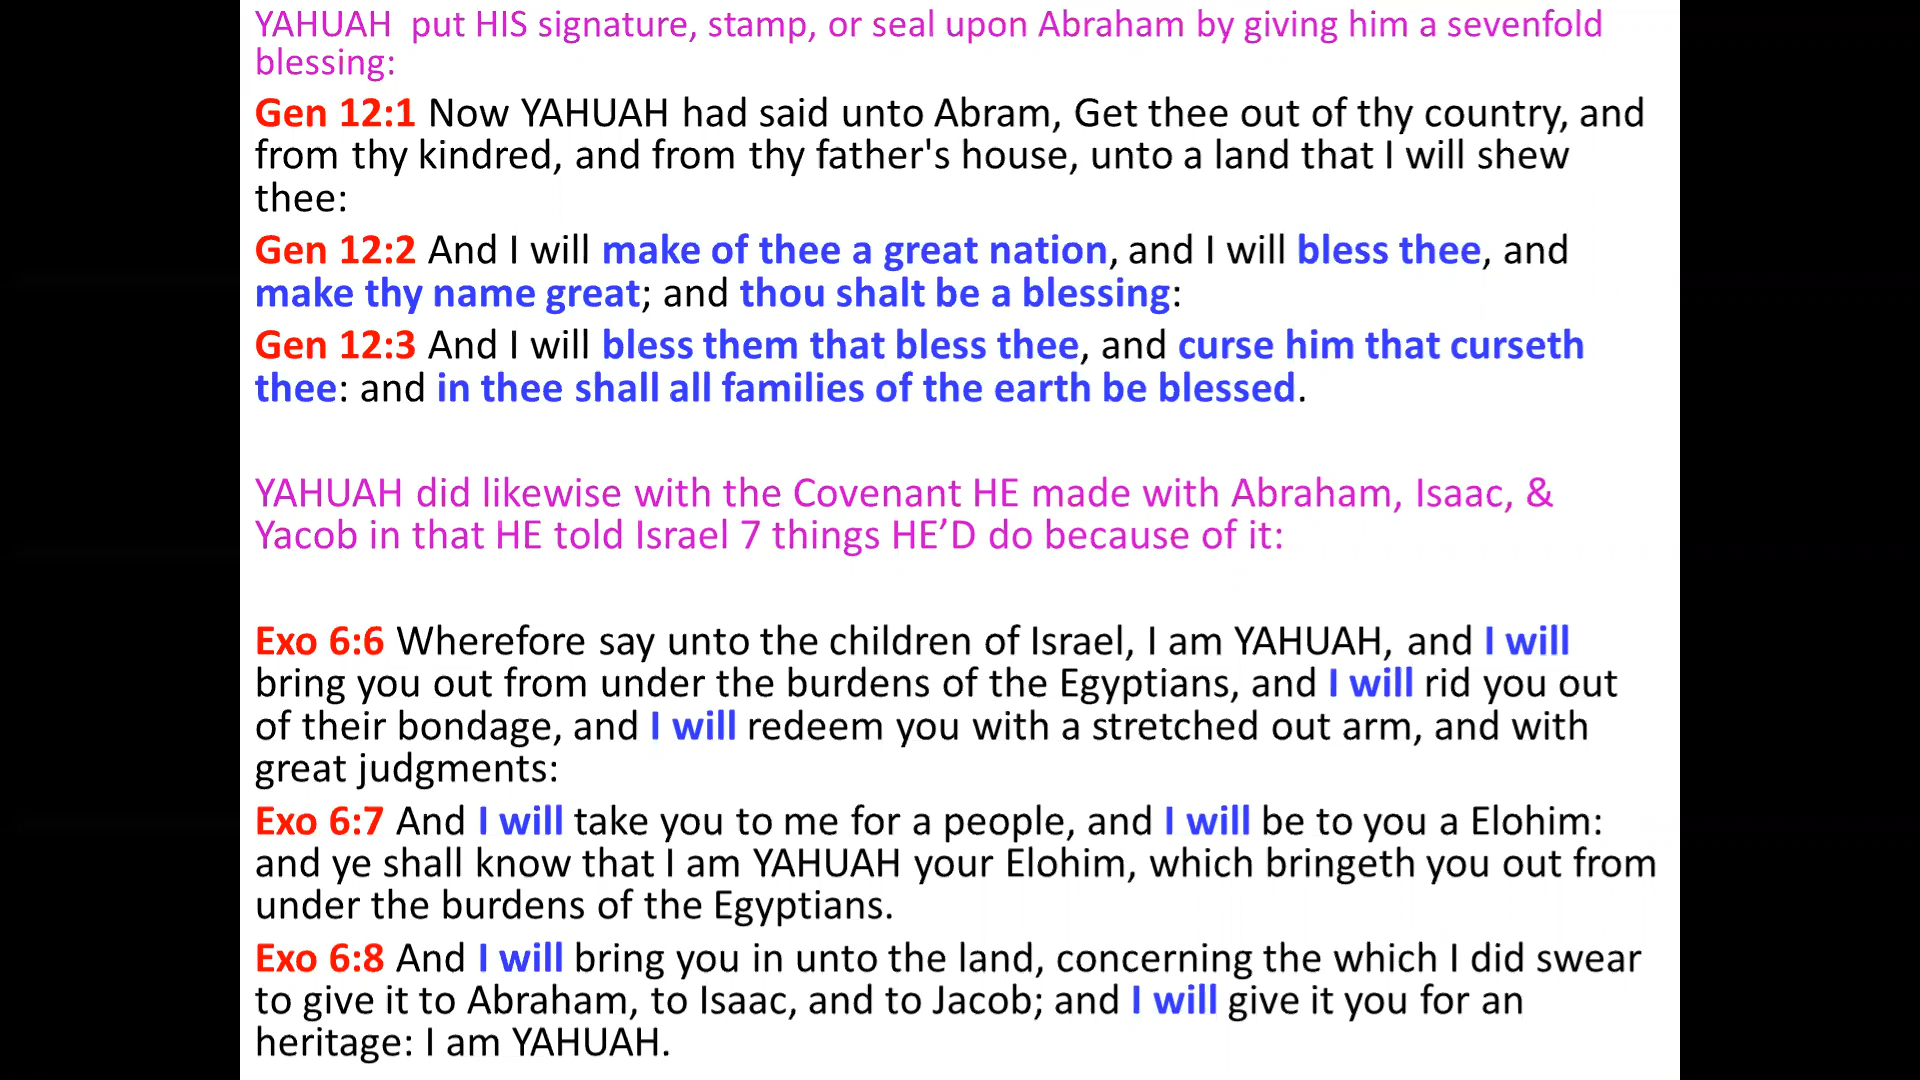 YAHUAH  put HIS signature, stamp, or seal upon Abraham by giving him a sevenfold
blessing:
Gen 12:1 Now YAHUAH had said unto Abram, Get thee out of thy country, and
from thy kindred, and from thy father's house, unto a land that I will shew
thee:
Gen 12:2 And I will make of thee a great nation, and I will bless thee, and
make thy name great; and thou shalt be a blessing:
Gen 12:3 And I will bless them that bless thee, and curse him that curseth
thee: and in thee shall all families of the earth be blessed.
YAHUAH did likewise with the Covenant HE made with Abraham, Isaac, &
Yacob in that HE told Israel 7 things HE’D do because of it:
Exo 6:6 Wherefore say unto the children of Israel, I am YAHUAH, and I will
bring you out from under the burdens of the Egyptians, and I will rid you out
of their bondage, and I will redeem you with a stretched out arm, and with
great judgments:
Exo 6:7 And I will take you to me for a people, and I will be to you a Elohim:
and ye shall know that I am YAHUAH your Elohim, which bringeth you out from
under the burdens of the Egyptians.
Exo 6:8 And I will bring you in unto the land, concerning the which I did swear
to give it to Abraham, to Isaac, and to Jacob; and I will give it you for an
heritage: I am YAHUAH.